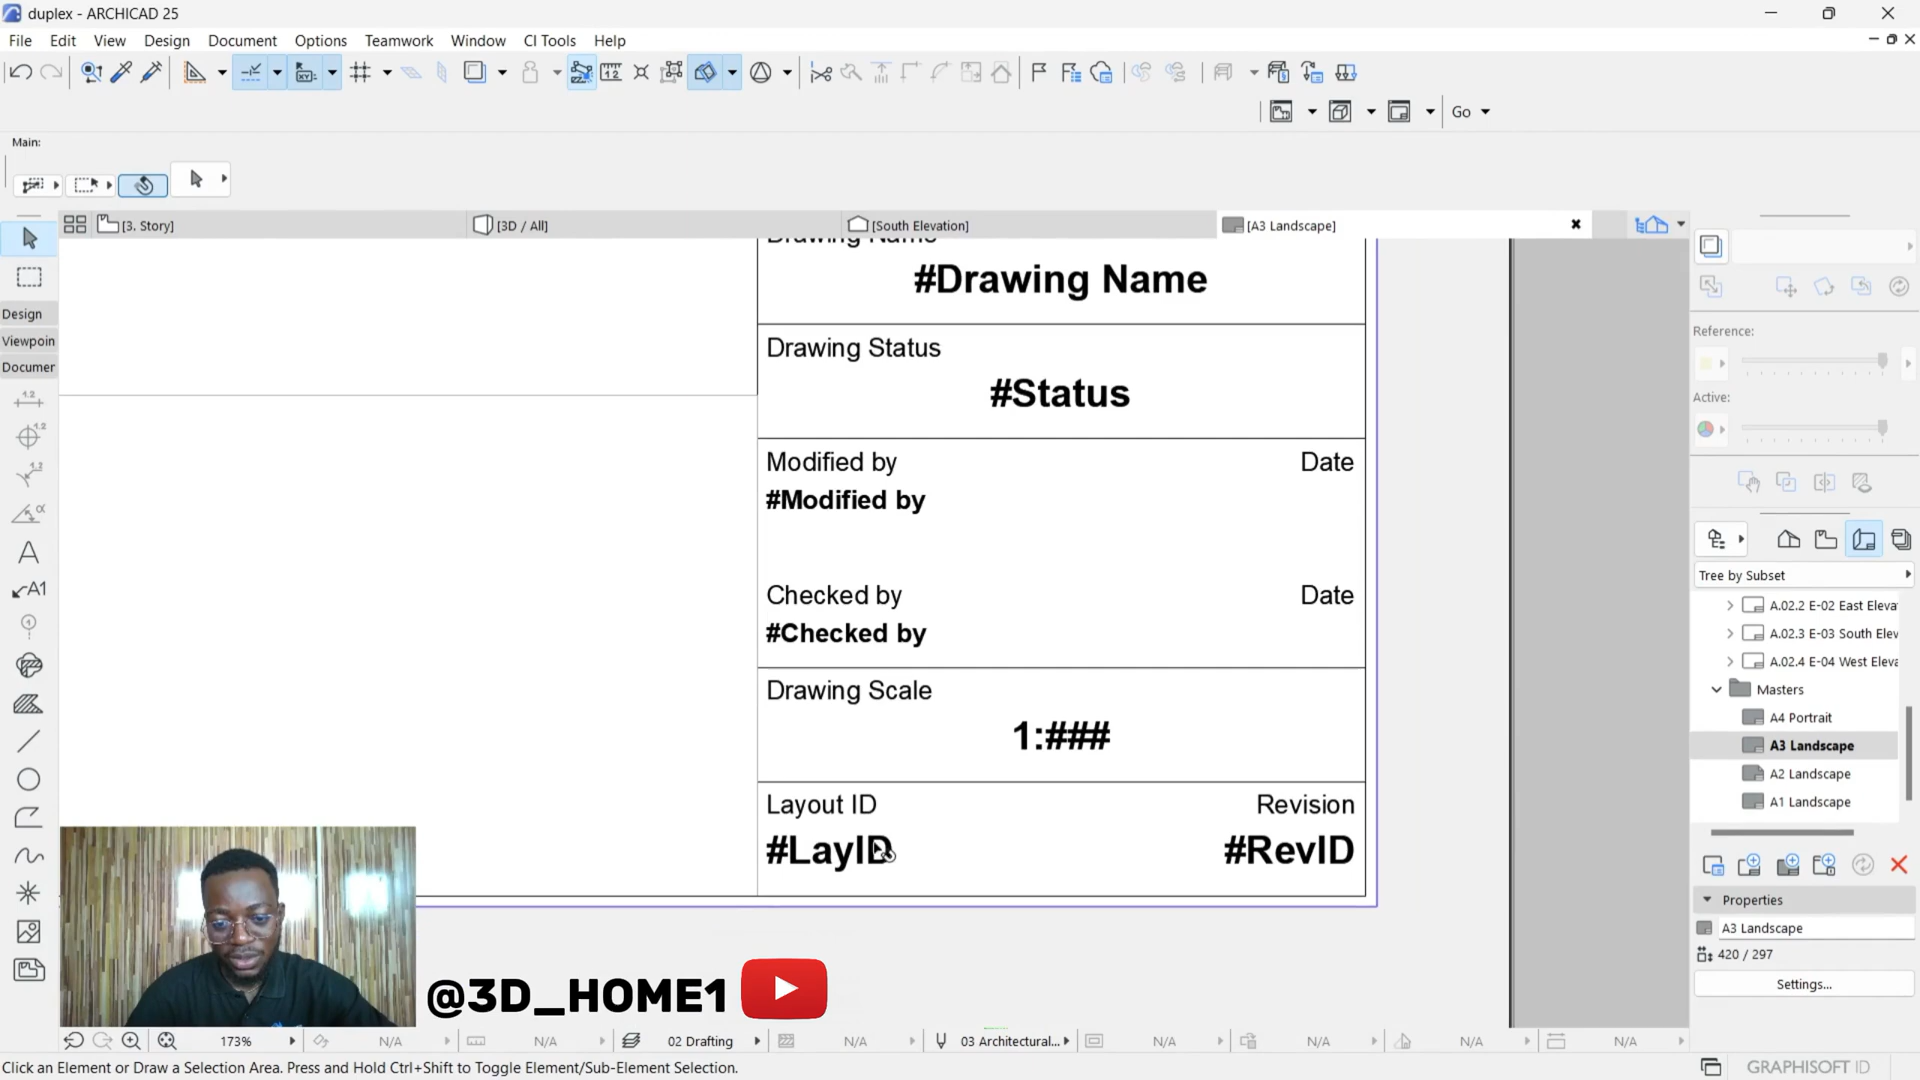 duplex - ARCHICAD 25
File Edit View Design Document Options Teamwork Window CI Tools Help
Go
Main:
[3. Story] [3D / All] [South Elevation] [A3 Landscape]
Design
Viewpoin
Documer
Drawing Name
#Drawing Name
Drawing Status
#Status
Modified by Date
#Modified by
Checked by Date
#Checked by
Drawing Scale
1:###
Layout ID Revision
#LayID #RevID
Reference:
Active:
Tree by Subset
A.02.2 E-02 East Eleva
A.02.3 E-03 South Elev
A.02.4 E-04 West Eleva
Masters
A4 Portrait
A3 Landscape
A2 Landscape
A1 Landscape
Properties
A3 Landscape
420 / 297
Settings...
@3D_HOME1
173% N/A N/A 02 Drafting N/A 03 Architectural... N/A N/A N/A N/A
Click an Element or Draw a Selection Area. Press and Hold Ctrl+Shift to Toggle Element/Sub-Element Selection.
GRAPHISOFT ID